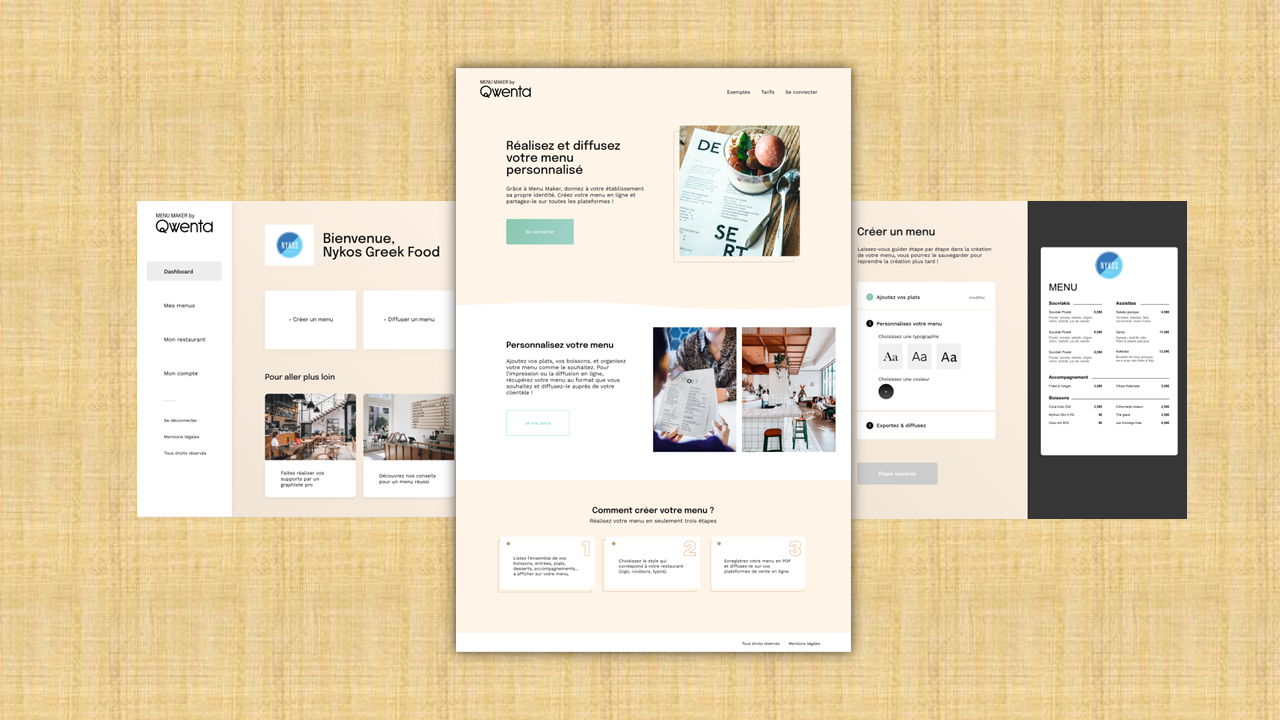 MENU MAKER by
Qwenta
Dashboard
Mes menus
Mon restaurant
Mon compte
Se déconnecter
Mentions légales
Tous droits réservés
NYKOS
Bienvenue,
Nykos Greek Food
- Créer un menu
- Diffuser un menu
Pour aller plus loin
Faites réaliser vos
supports par un
graphiste pro
Découvrez nos conseils
pour un menu réussi
MENU MAKER by
Qwenta
Exemples Tarifs Se connecter
Réalisez et diffusez
votre menu
personnalisé
Grâce à Menu Maker, donnez à votre établissement
sa propre identité. Créez votre menu en ligne et
partagez-le sur toutes les plateformes !
Se connecter
DE
SE
RT
Personnalisez votre menu
Ajoutez vos plats, vos boissons, et organisez
votre menu comme le souhaitez. Pour
l'impression ou la diffusion en ligne,
récupérez votre menu au format que vous
souhaitez et diffusez-le auprès de votre
clientèle !
Je me lance
Comment créer votre menu ?
Réalisez votre menu en seulement trois étapes
1
Listez l'ensemble de vos
boissons, entrées, plats,
desserts, accompagnements...
à afficher sur votre menu.
2
Choisissez le style qui
correspond à votre restaurant
(logo, couleurs, typos).
3
Enregistrez votre menu en PDF
et diffusez-le sur vos
plateformes de vente en ligne.
Tous droits réservés Mentions légales
Créer un menu
Laissez-vous guider étape par étape dans la création
de votre menu, vous pourrez le sauvegarder pour
reprendre la création plus tard !
Ajoutez vos plats modifier
2 Personnalisez votre menu
Choisissez une typographie
Aa Aa Aa
Choisissez une couleur
+
3 Exportez & diffusez
Étape suivante
NYKOS
MENU
Souvlakis
Assiettes
Souvlaki Poulet
Salade grecque
Souvlaki Poulet
Gyros
Souvlaki Poulet
Accompagnement
Boissons
Coca-Cola 33cl
Citronnade maison
Thé glacé